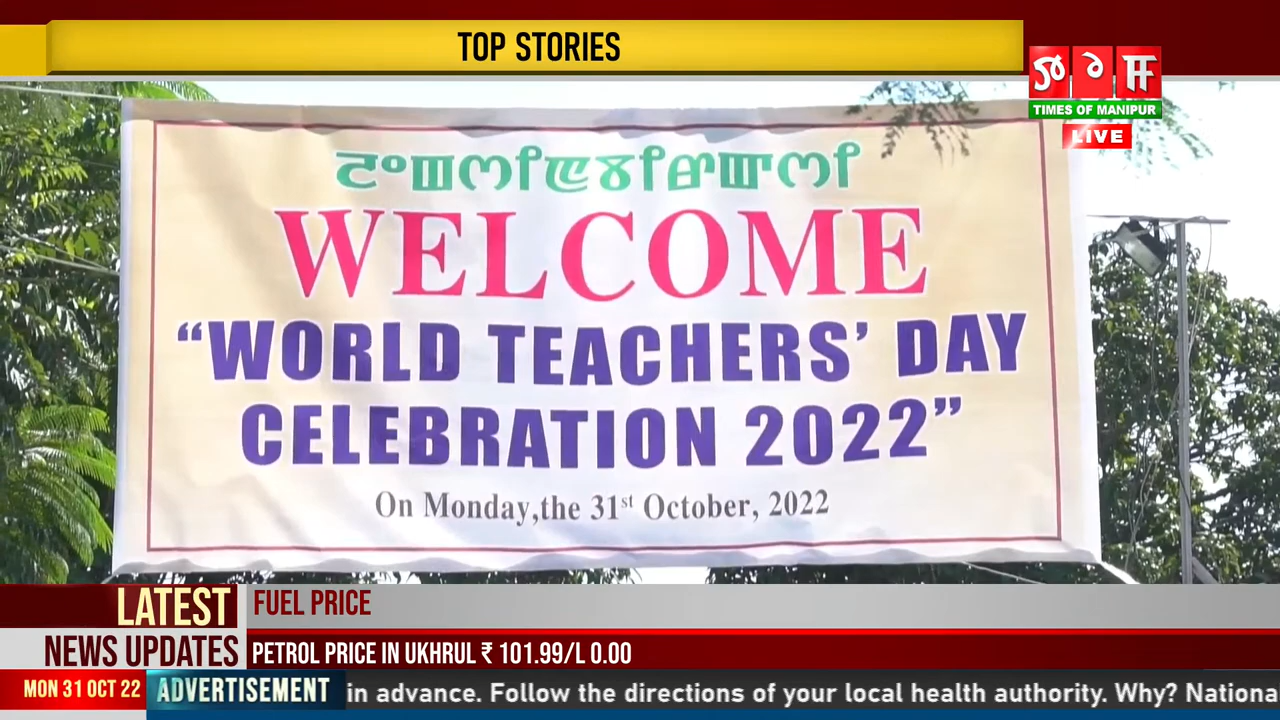 TOP STORIES
TIMES OF MANIPUR
LIVE
WELCOME
“WORLD TEACHERS’ DAY
CELEBRATION 2022”
On Monday,the 31st October, 2022
LATEST
NEWS UPDATES
FUEL PRICE
PETROL PRICE IN UKHRUL ₹ 101.99/L 0.00
MON 31 OCT 22
ADVERTISEMENT
in advance. Follow the directions of your local health authority. Why? Nationa